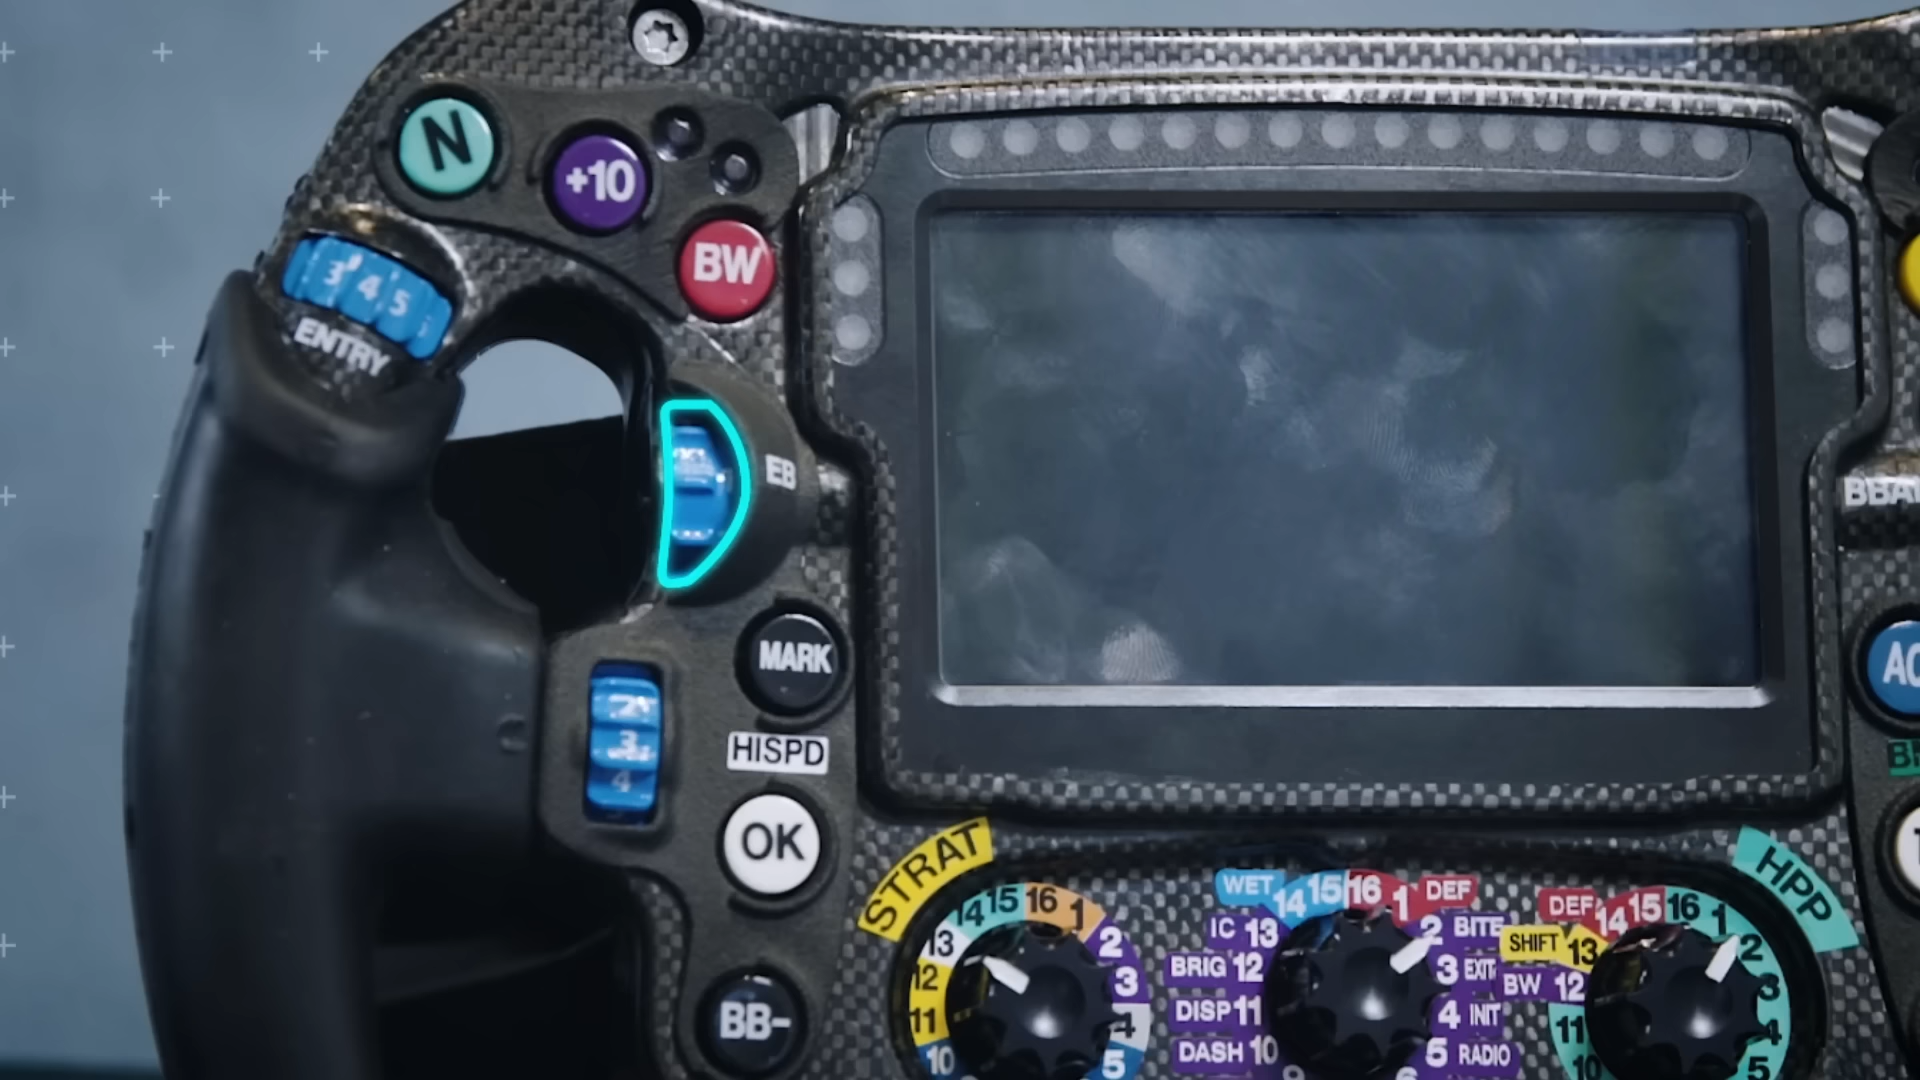 N
+10
BW
3 4 5
ENTRY
EB
MARK
2
3
4
HISPD
OK
STRAT
13 14 15 16 1 2 3 4 5
12
11
10
BB-
WET 14 15 16 1 DEF
IC 13
2 BITE
BRIG 12
3 EXIT
DISP 11
4 INIT
DASH 10
5 RADIO
HPP
DEF 14 15 16 1 2 3 4 5
SHIFT 13
BW 12
11
10